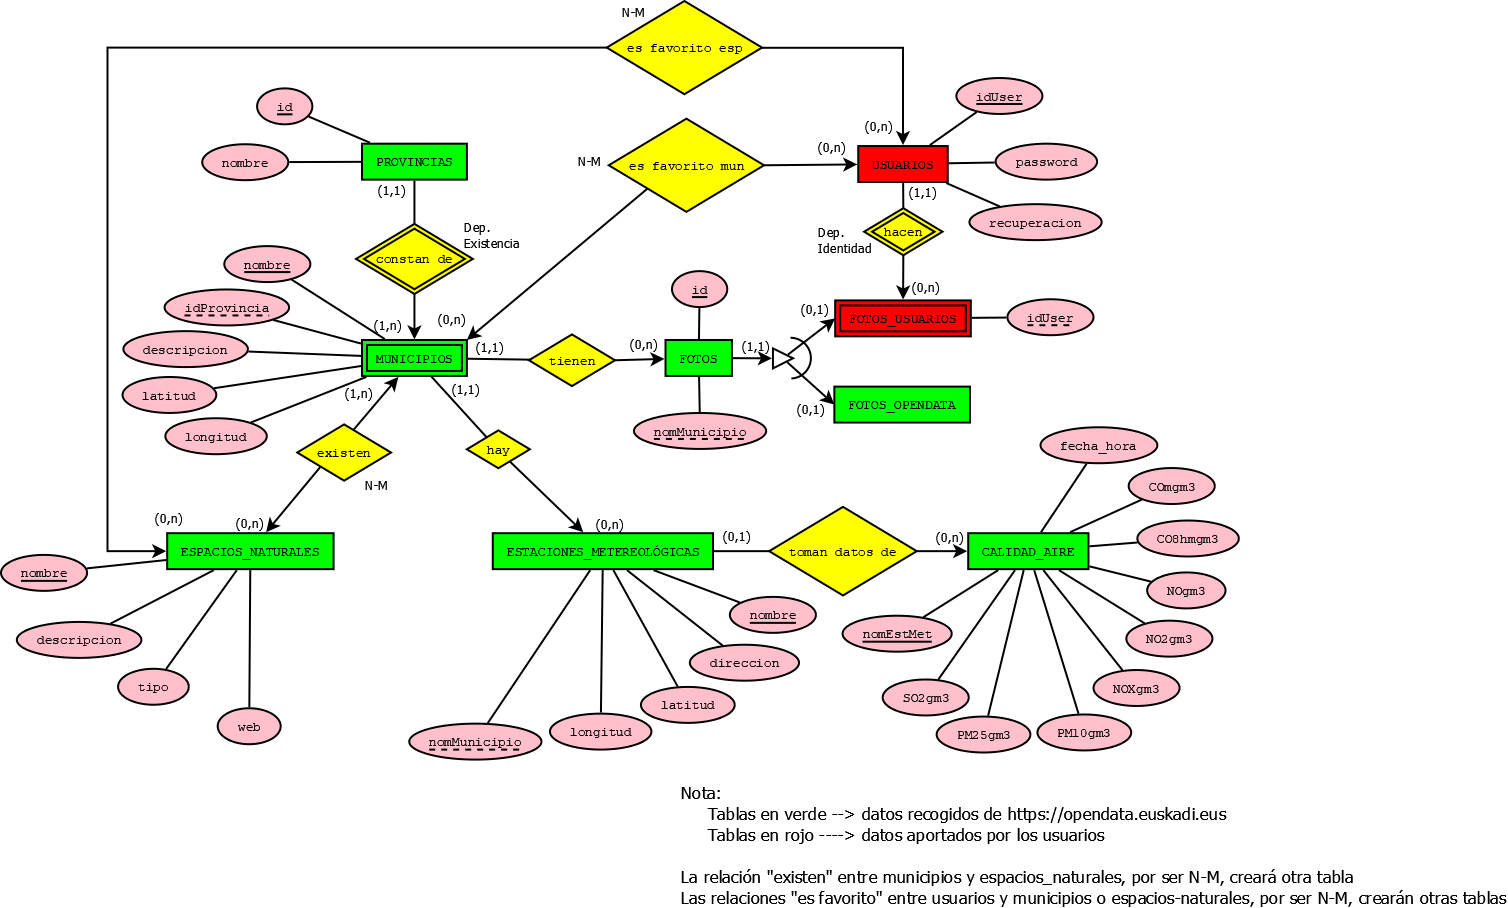 N-M
es favorito esp
idUser
id
(0,n)
es favorito mun
N-M
(0,n)
nombre
PROVINCIAS
USUARIOS
password
(1,1)
(1,1)
recuperacion
Dep.
Existencia
Dep.
Identidad
hacen
constan de
nombre
id
(0,n)
idProvincia
(1,n)
(0,n)
(0,1)
FOTOS_USUARIOS
idUser
descripcion
MUNICIPIOS
(1,1)
tienen
(0,n)
FOTOS
(1,1)
latitud
(1,n)
(1,1)
(0,1)
FOTOS_OPENDATA
longitud
nomMunicipio
existen
hay
fecha_hora
N-M
COmgm3
(0,n)
(0,n)
(0,n)
(0,1)
(0,n)
CO8hmgm3
ESPACIOS_NATURALES
ESTACIONES_METEREOLÓGICAS
toman datos de
CALIDAD_AIRE
nombre
NOgm3
nombre
descripcion
nomEstMet
NO2gm3
direccion
tipo
latitud
SO2gm3
NOXgm3
web
nomMunicipio
longitud
PM25gm3
PM10gm3
Nota:
Tablas en verde --> datos recogidos de https://opendata.euskadi.eus
Tablas en rojo ----> datos aportados por los usuarios
La relación "existen" entre municipios y espacios_naturales, por ser N-M, creará otra tabla
Las relaciones "es favorito" entre usuarios y municipios o espacios-naturales, por ser N-M, crearán otras tablas